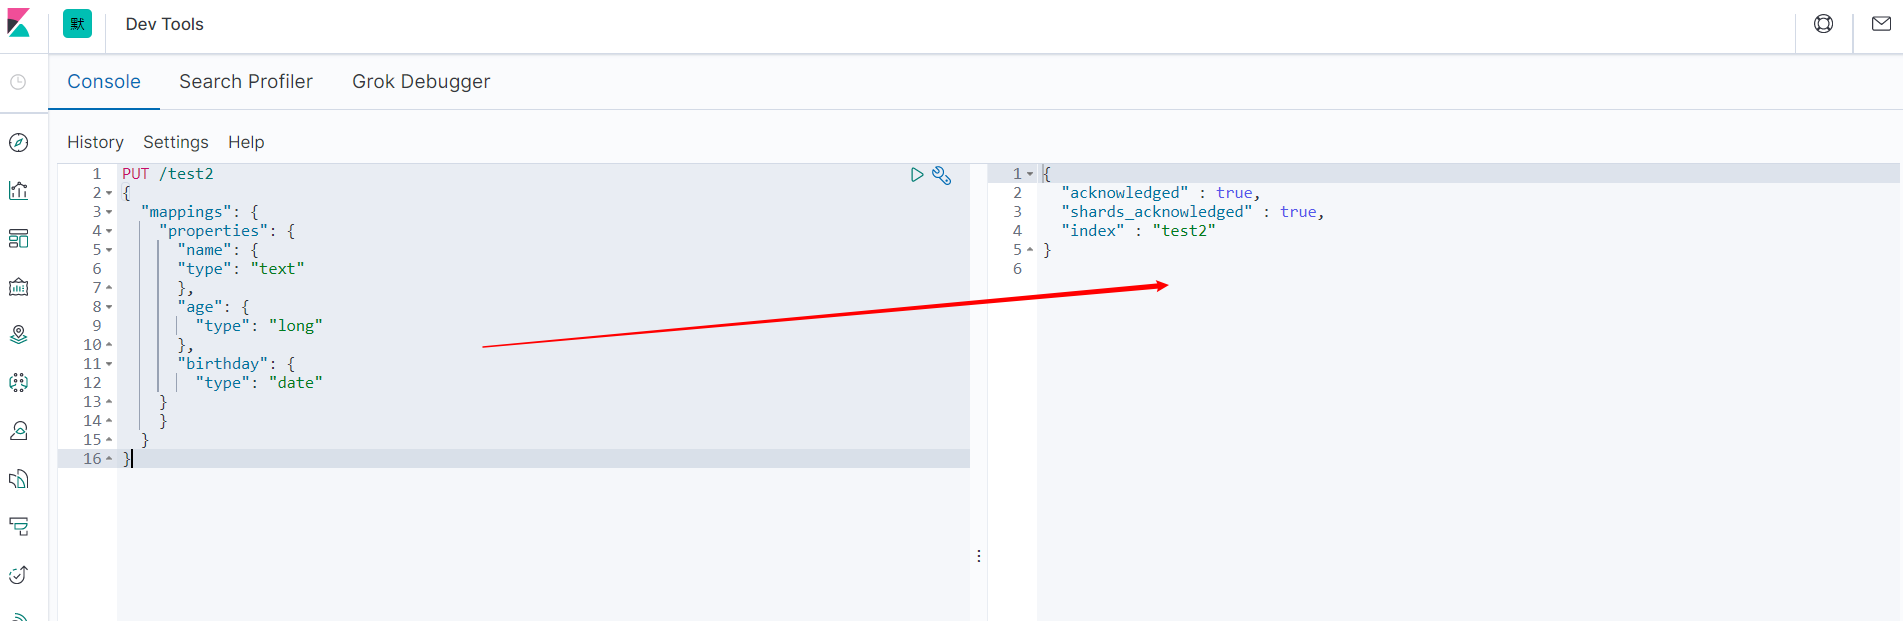 默 Dev Tools
Console Search Profiler Grok Debugger
History Settings Help
1 PUT /test2
2 {
3 "mappings": {
4 "properties": {
5 "name": {
6 "type": "text"
7 },
8 "age": {
9 "type": "long"
10 },
11 "birthday": {
12 "type": "date"
13 }
14 }
15 }
16 }
1 {
2 "acknowledged" : true,
3 "shards_acknowledged" : true,
4 "index" : "test2"
5 }
6